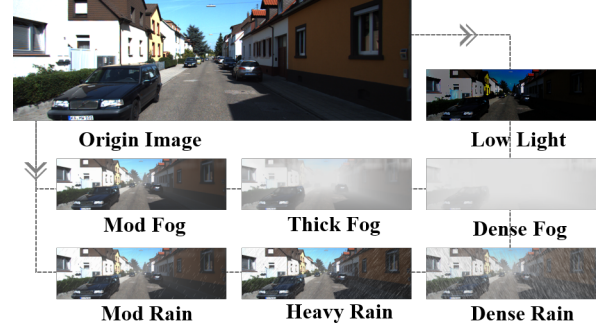 Origin Image
Low Light
Mod Fog
Thick Fog
Dense Fog
Mod Rain
Heavy Rain
Dense Rain